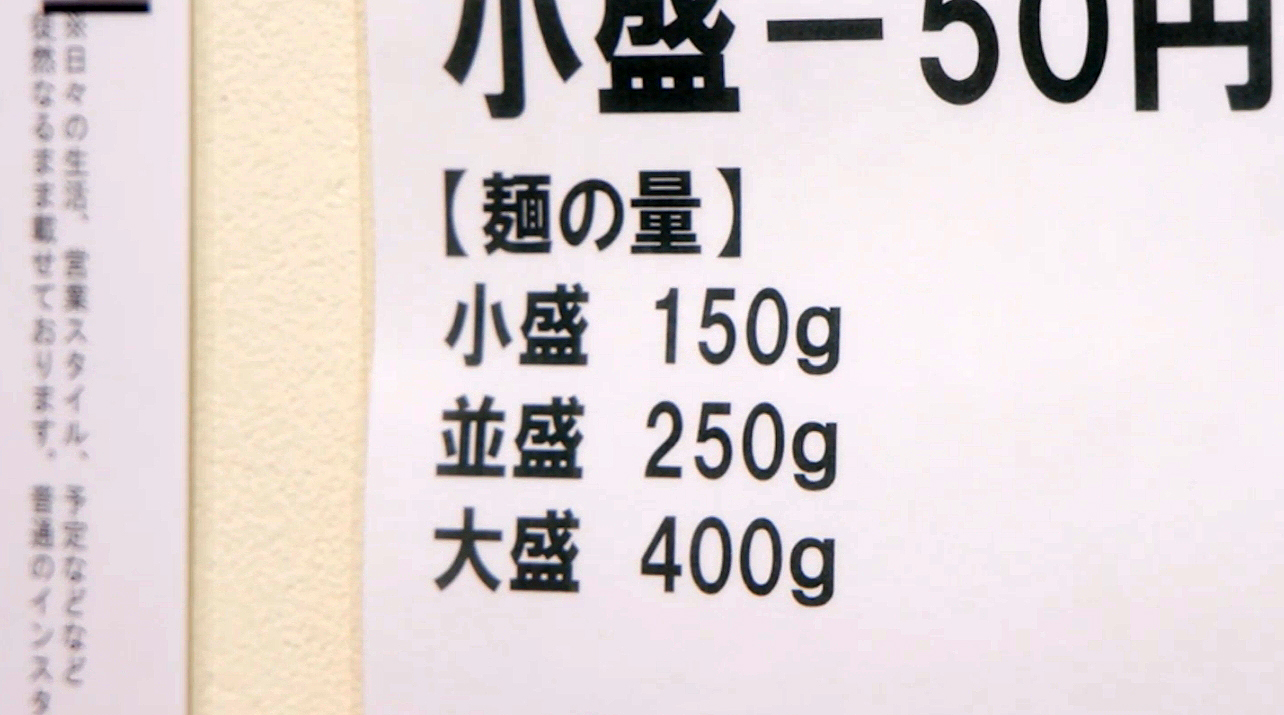 小盛－50円
【麺の量】
小盛 150g
並盛 250g
大盛 400g
※日々の生活、営業スタイル、予定などなど
徒然なるまま載せております。普通のインスタ